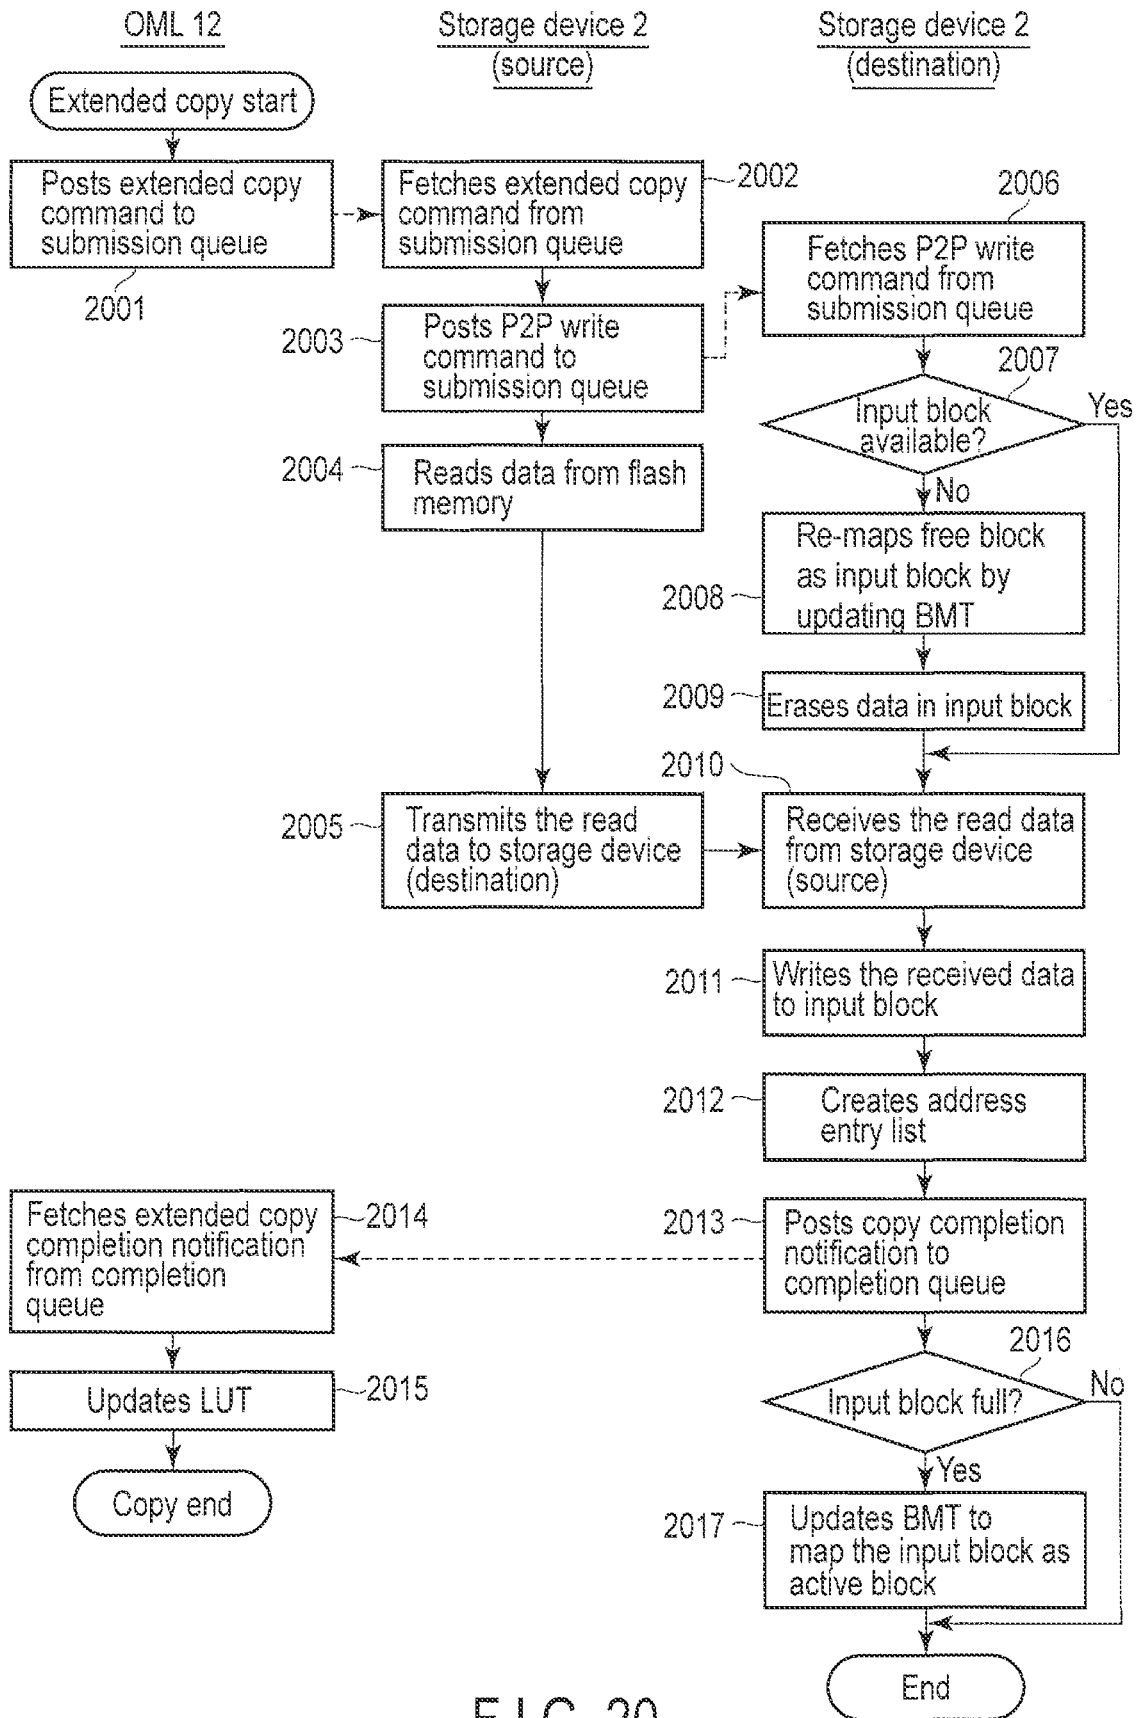 OML 12
Storage device 2
(source)
Storage device 2
(destination)
Extended copy start
Posts extended copy
command to
submission queue
2001
Fetches extended copy
command from
submission queue
2002
2003
Posts P2P write
command to
submission queue
2004
Reads data from flash
memory
2005
Transmits the read
data to storage device
(destination)
2006
Fetches P2P write
command from
submission queue
2007
Input block
available?
Yes
No
2008
Re-maps free block
as input block by
updating BMT
2009
Erases data in input block
2010
Receives the read data
from storage device
(source)
2011
Writes the received data
to input block
2012
Creates address
entry list
2013
Posts copy completion
notification to
completion queue
Fetches extended copy
completion notification
from completion
queue
2014
Updates LUT
2015
Copy end
2016
Input block full?
No
Yes
2017
Updates BMT to
map the input block as
active block
End
FIG. 20